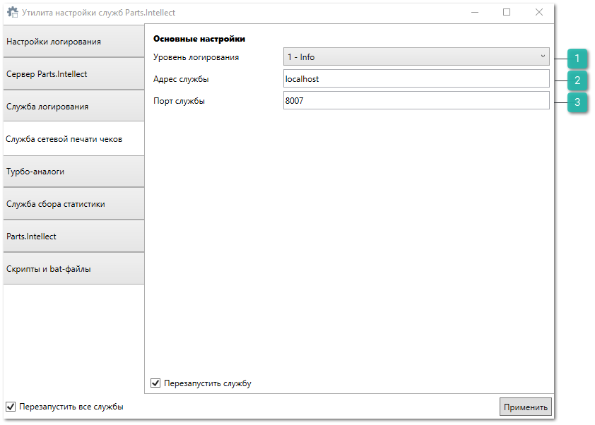 Утилита настройки служб Parts.Intellect
Настройки логирования
Сервер Parts.Intellect
Служба логирования
Служба сетевой печати чеков
Турбо-аналоги
Служба сбора статистики
Parts.Intellect
Скрипты и bat-файлы
Основные настройки
Уровень логирования
1 - Info
1
Адрес службы
localhost
2
Порт службы
8007
3
Перезапустить службу
Перезапустить все службы
Применить